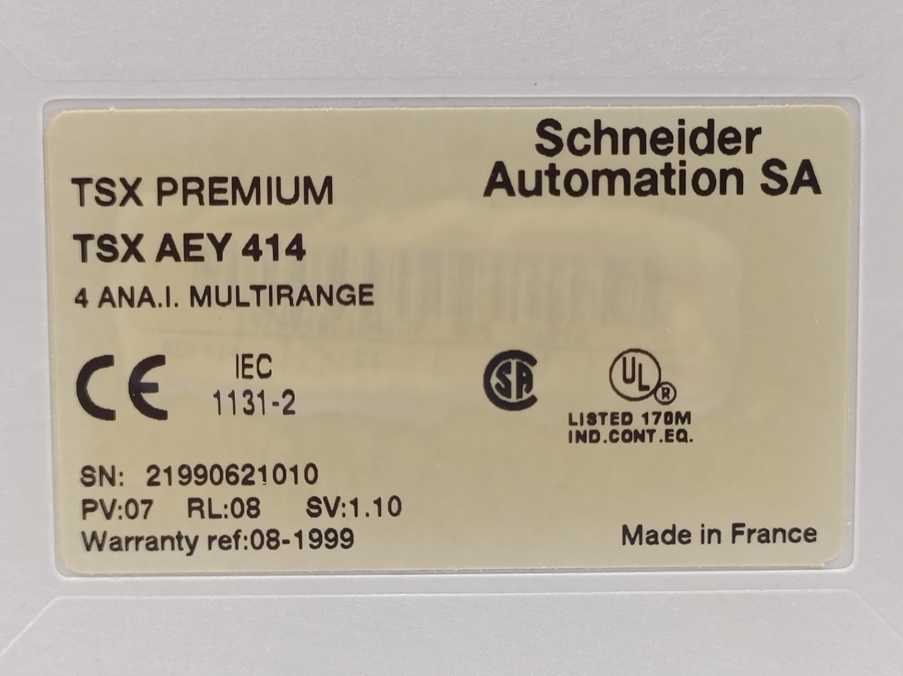 Schneider
Automation SA
TSX PREMIUM
TSX AEY 414
4 ANA.I. MULTIRANGE
CE
IEC
1131-2
SA
UL
®
LISTED 170M
IND.CONT.EQ.
SN: 21990621010
PV:07 RL:08 SV:1.10
Warranty ref:08-1999
Made in France